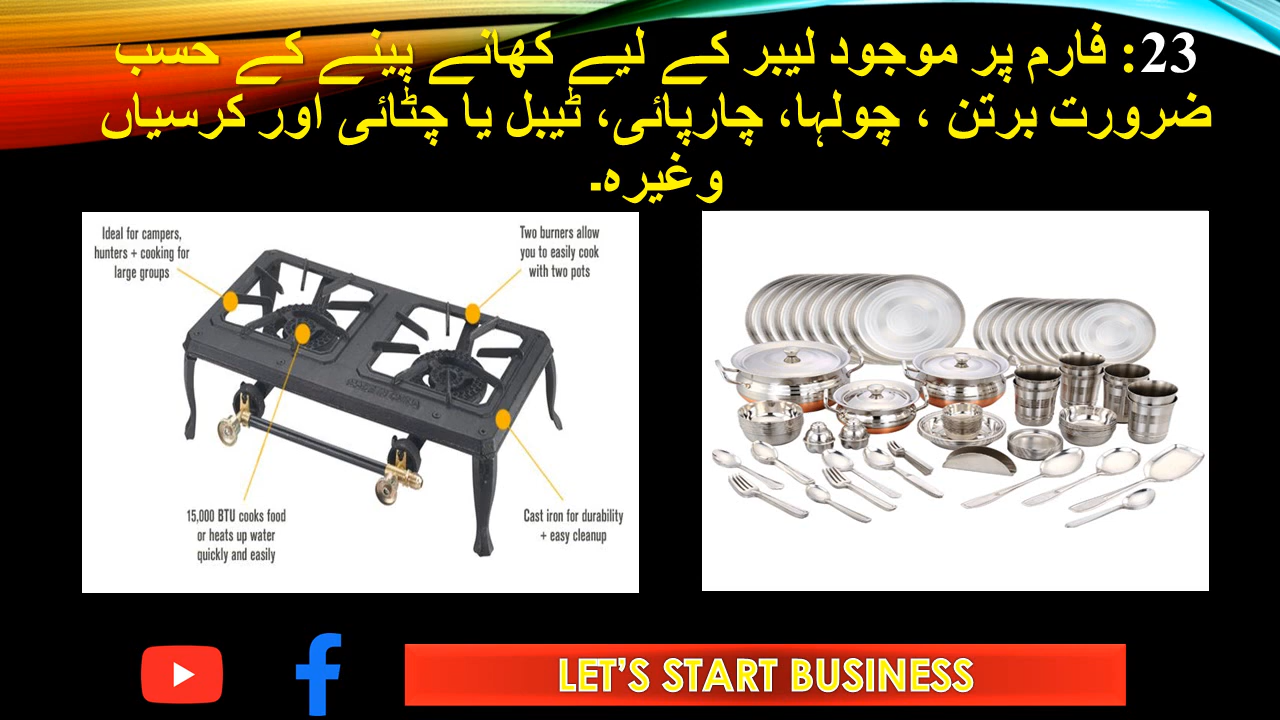 23: فارم پر موجود لیبر کے لیے کھانے پینے کے حسب
ضرورت برتن ، چولہا، چارپائی، ٹیبل یا چٹائی اور کرسیاں
وغیرہ۔
Ideal for campers,
hunters + cooking for
large groups
Two burners allow
you to easily cook
with two pots
15,000 BTU cooks food
or heats up water
quickly and easily
Cast iron for durability
+ easy cleanup
LET'S START BUSINESS